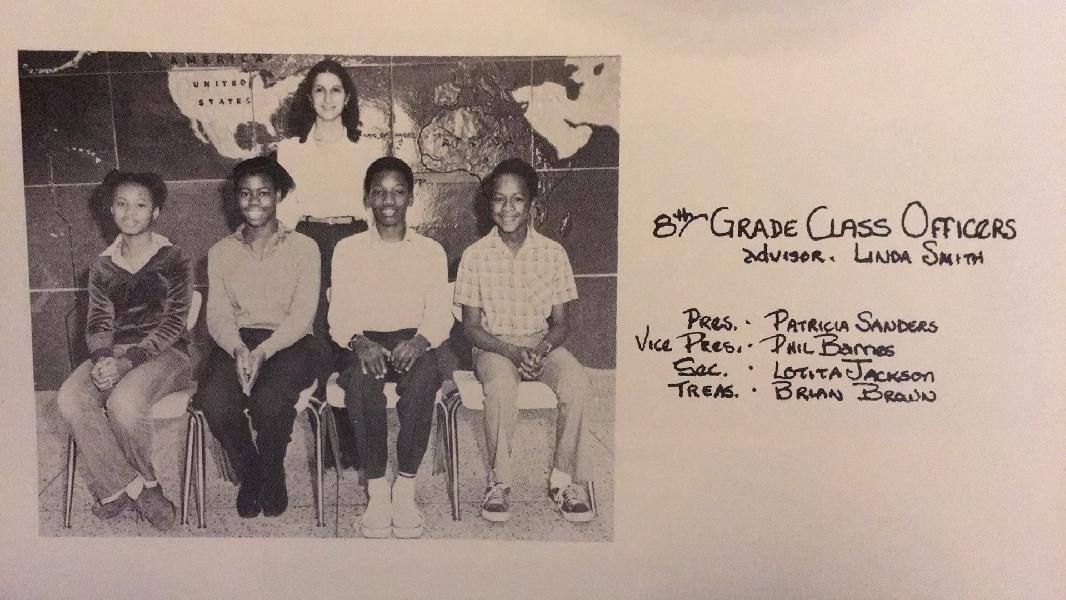 AMERICA
UNITED
STATES
AFRICA
8th GRADE CLASS OFFICERS
ADVISOR. LINDA SMITH
PRES. · PATRICIA SANDERS
VICE PRES. · PHIL Barnes
SEC. · LOTITA JACKSON
TREAS. · BRIAN BROWN